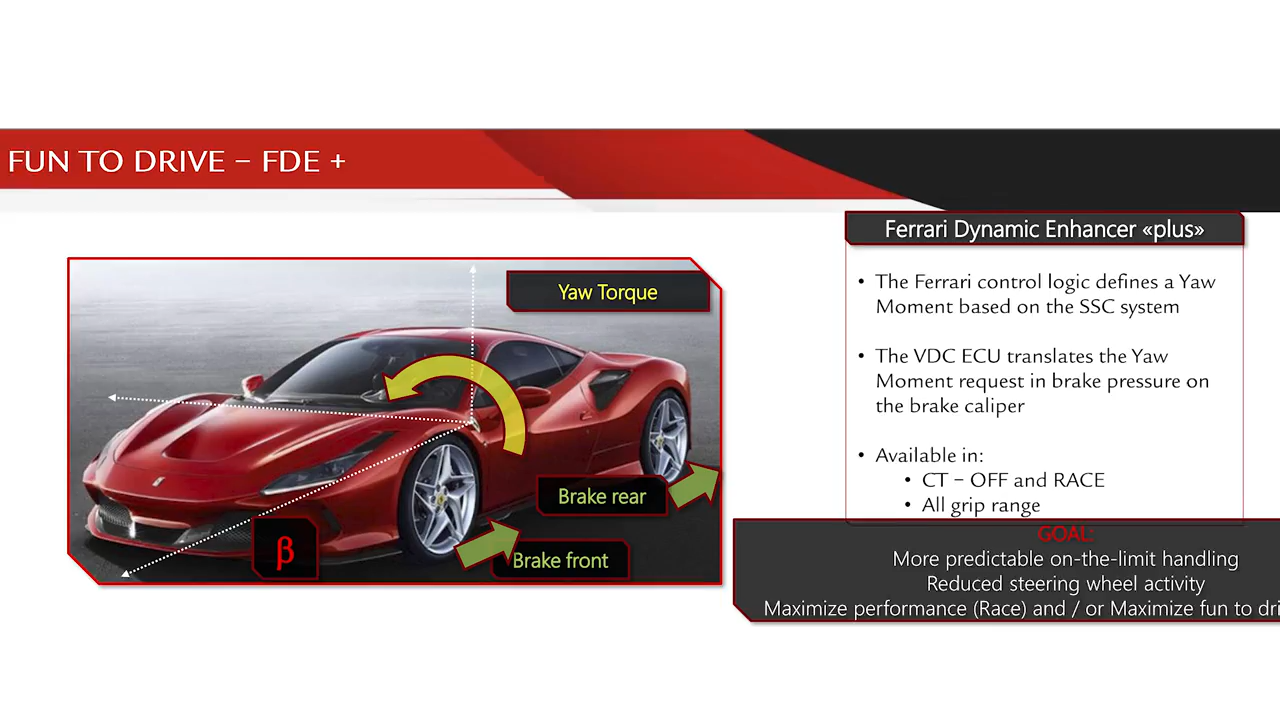 FUN TO DRIVE – FDE +
Yaw Torque
Brake rear
Brake front
β
Ferrari Dynamic Enhancer «plus»
• The Ferrari control logic defines a Yaw
Moment based on the SSC system
• The VDC ECU translates the Yaw
Moment request in brake pressure on
the brake caliper
• Available in:
• CT – OFF and RACE
• All grip range
GOAL:
More predictable on-the-limit handling
Reduced steering wheel activity
Maximize performance (Race) and / or Maximize fun to dri